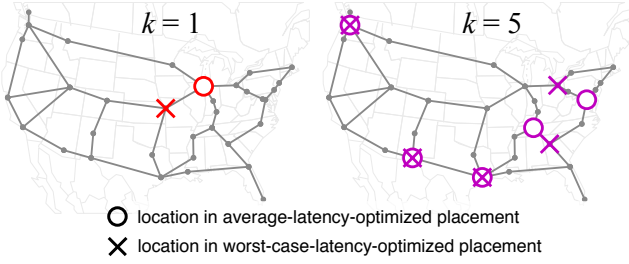 k = 1
k = 5
location in average-latency-optimized placement
location in worst-case-latency-optimized placement